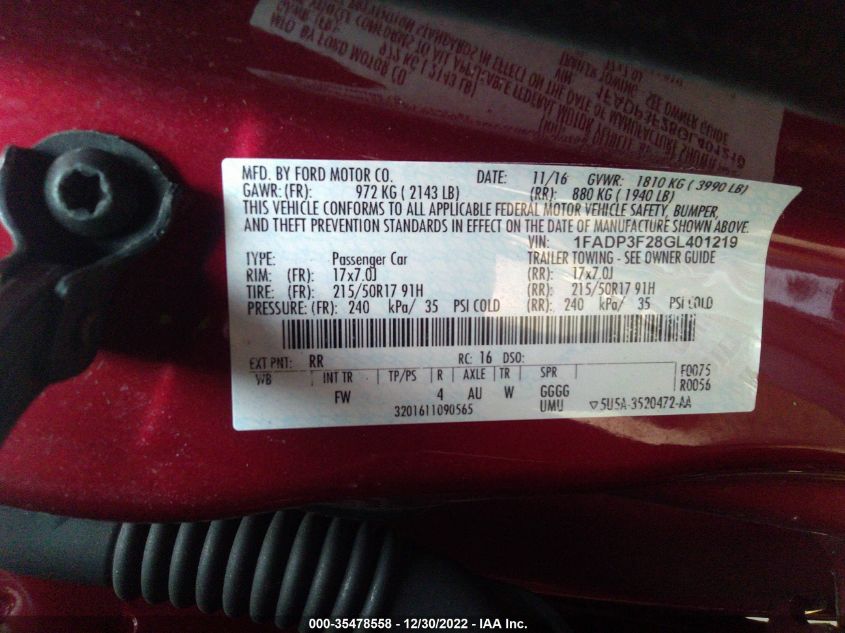 MFD. BY FORD MOTOR CO. DATE: 11/16 GVWR: 1810 KG ( 3990 LB)
GAWR: (FR): 972 KG ( 2143 LB) (RR): 880 KG ( 1940 LB)
THIS VEHICLE CONFORMS TO ALL APPLICABLE FEDERAL MOTOR VEHICLE SAFETY, BUMPER,
AND THEFT PREVENTION STANDARDS IN EFFECT ON THE DATE OF MANUFACTURE SHOWN ABOVE.
VIN: 1FADP3F28GL401219
TYPE: Passenger Car TRAILER TOWING - SEE OWNER GUIDE
RIM: (FR): 17x7.0J (RR): 17x7.0J
TIRE: (FR): 215/50R17 91H (RR): 215/50R17 91H
PRESSURE: (FR): 240 kPa/ 35 PSI COLD (RR): 240 kPa/ 35 PSI COLD
EXT PNT: RR RC: 16 DSO: F0075
WB INT TR TP/PS R AXLE TR SPR R0056
FW 4 AU W GGGG
3201611090565 UMU ▽5U5A-3520472-AA
000-35478558 - 12/30/2022 - IAA Inc.